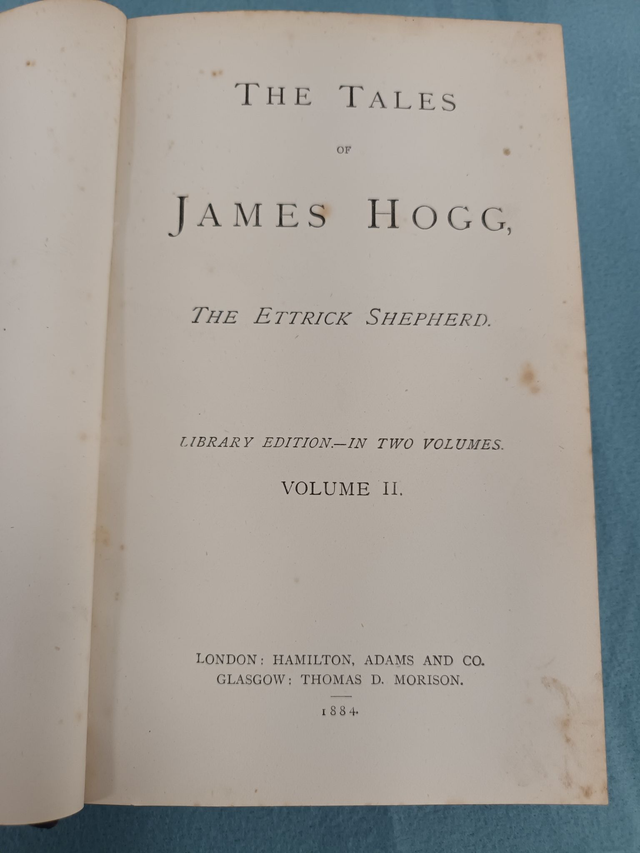 THE TALES
OF
JAMES HOGG,
THE ETTRICK SHEPHERD.
LIBRARY EDITION.—IN TWO VOLUMES.
VOLUME II.
LONDON: HAMILTON, ADAMS AND CO.
GLASGOW: THOMAS D. MORISON.
1884.